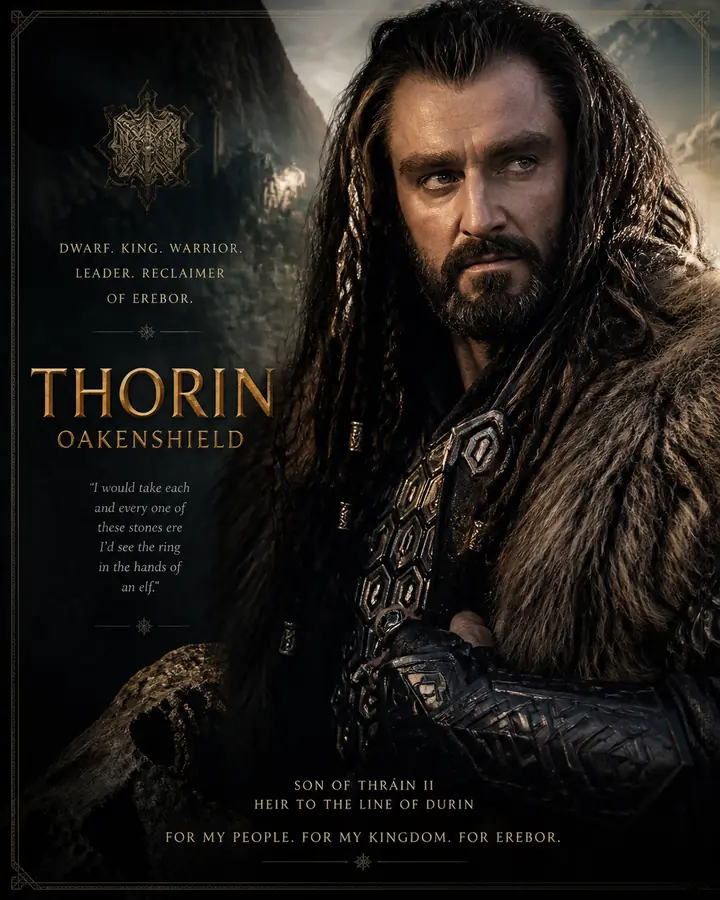 DWARF. KING. WARRIOR.
LEADER. RECLAIMER
OF EREBOR.
THORIN
OAKENSHIELD
“I would take each
and every one of
these stones ere
I’d see the ring
in the hands of
an elf.”
SON OF THRÁIN II
HEIR TO THE LINE OF DURIN
FOR MY PEOPLE. FOR MY KINGDOM. FOR EREBOR.